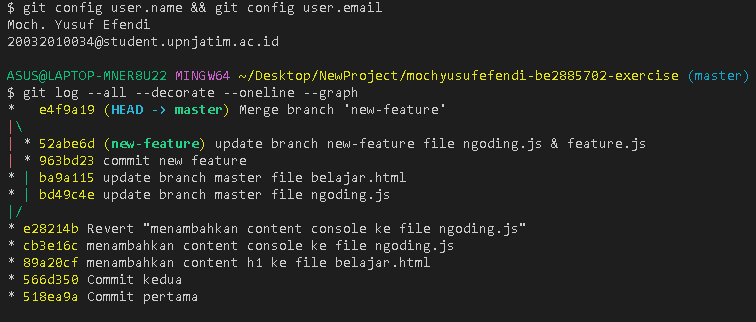 $ git config user.name && git config user.email
Moch. Yusuf Efendi
20032010034@student.upnjatim.ac.id
ASUS@LAPTOP-MNER8U22 MINGW64 ~/Desktop/NewProject/mochyusufefendi-be2885702-exercise (master)
$ git log --all --decorate --oneline --graph
*   e4f9a19 (HEAD -> master) Merge branch 'new-feature'
|\
| * 52abe6d (new-feature) update branch new-feature file ngoding.js & feature.js
| * 963bd23 commit new feature
* | ba9a115 update branch master file belajar.html
* | bd49c4e update branch master file ngoding.js
|/
* e28214b Revert "menambahkan content console ke file ngoding.js"
* cb3e16c menambahkan content console ke file ngoding.js
* 89a20cf menambahkan content h1 ke file belajar.html
* 566d350 Commit kedua
* 518ea9a Commit pertama